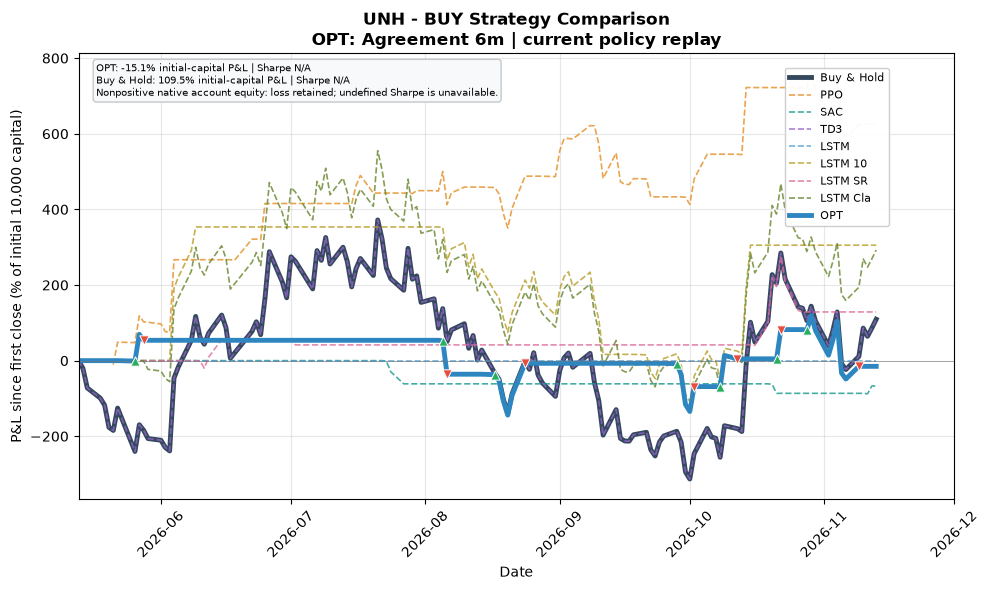 UNH - BUY Strategy Comparison
OPT: Agreement 6m | current policy replay
OPT: -15.1% initial-capital P&L | Sharpe N/A
Buy & Hold: 109.5% initial-capital P&L | Sharpe N/A
Nonpositive native account equity: loss retained; undefined Sharpe is unavailable.
Buy & Hold
PPO
SAC
TD3
LSTM
LSTM 10
LSTM SR
LSTM Cla
OPT
P&L since first close (% of initial 10,000 capital)
800
600
400
200
0
−200
2026-06
2026-07
2026-08
2026-09
2026-10
2026-11
2026-12
Date